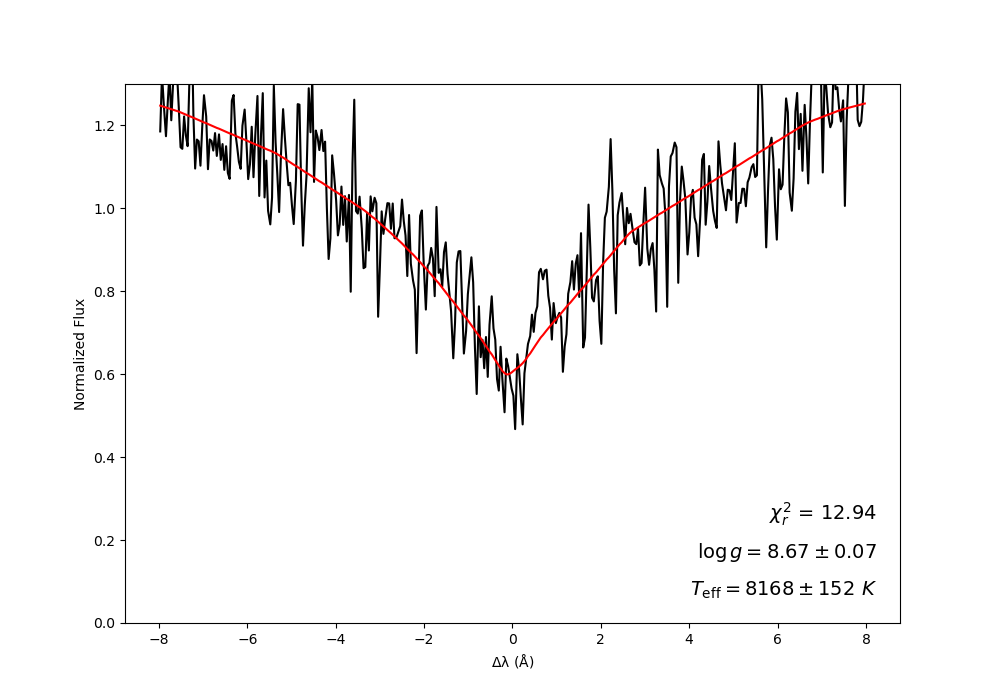 Normalized Flux
1.2
1.0
0.8
0.6
0.4
0.2
0.0
χ²ᵣ = 12.94
log g = 8.67 ± 0.07
T_eff = 8168 ± 152 K
−8 −6 −4 −2 0 2 4 6 8
Δλ (Å)